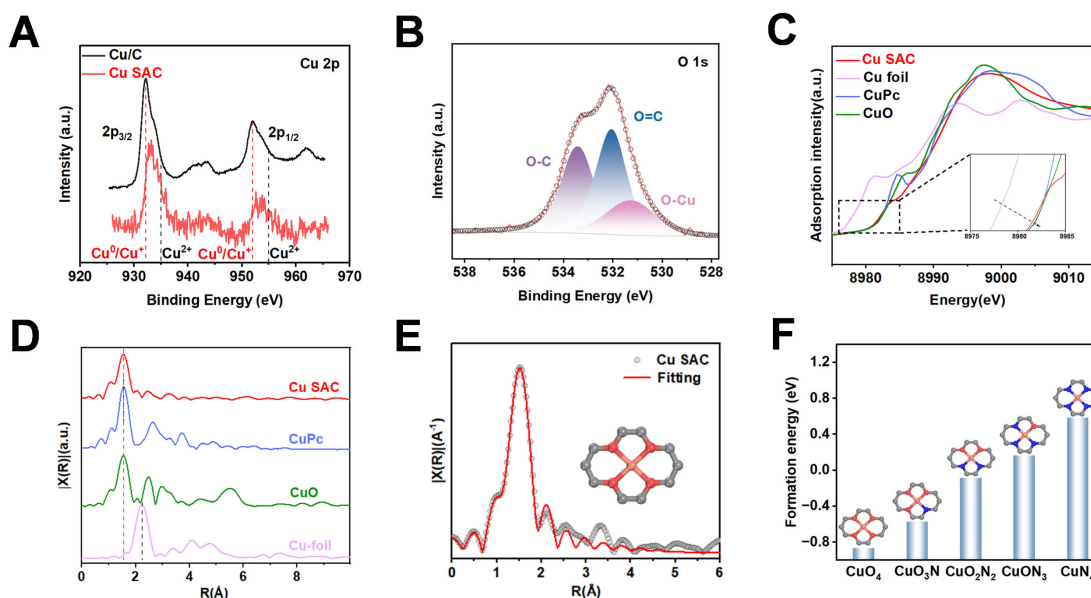 A
Cu/C
Cu SAC
Cu 2p
2p3/2
2p1/2
Cu⁰/Cu⁺
Cu²⁺
Cu⁰/Cu⁺
Cu²⁺
920 930 940 950 960 970
Binding Energy (eV)
Intensity (a.u.)
B
O 1s
O=C
O-C
O-Cu
538 536 534 532 530 528
Binding Energy (eV)
Intensity (a.u.)
C
Cu SAC
Cu foil
CuPc
CuO
8975 8980 8985
8980 8990 9000 9010
Energy(eV)
Adsorption intensity(a.u.)
D
Cu SAC
CuPc
CuO
Cu-foil
0 2 4 6 8
R(Å)
|X(R)|(a.u.)
E
Cu SAC
Fitting
0 1 2 3 4 5 6
R(Å)
|X(R)|(A⁻¹)
F
1.2
0.8
0.4
0.0
−0.4
−0.8
Formation energy (eV)
CuO₄ CuO₃N CuO₂N₂ CuON₃ CuN